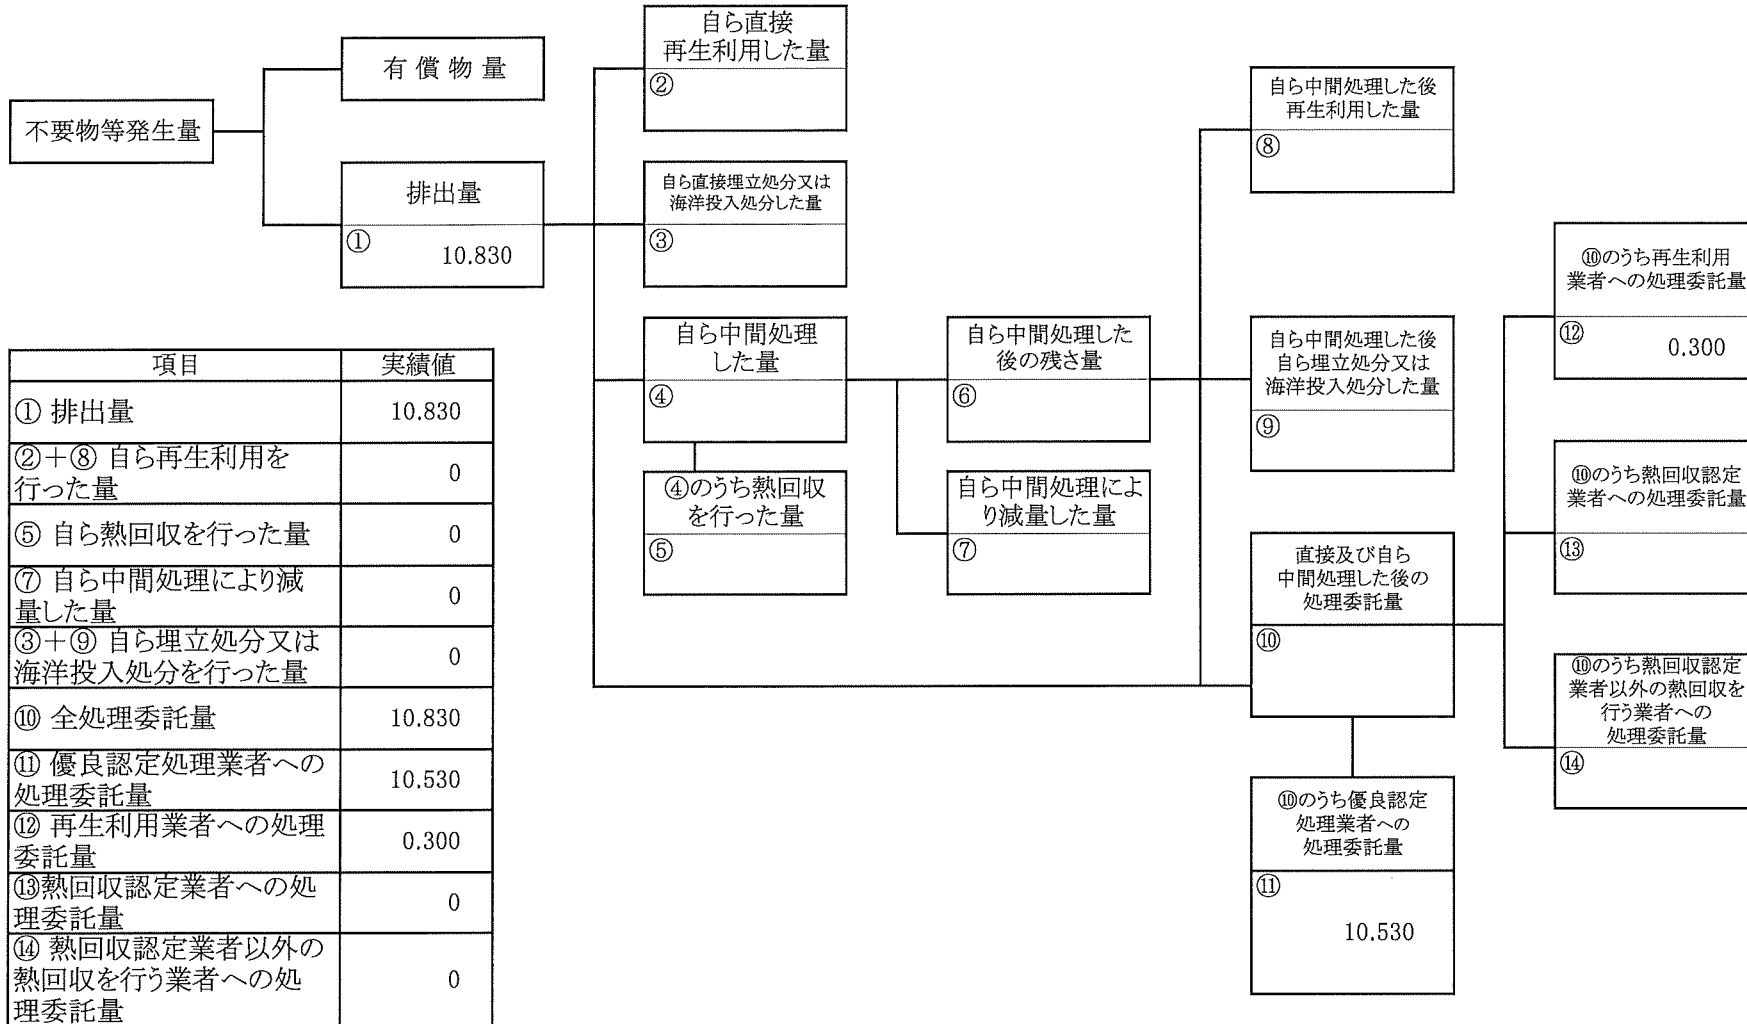 不要物等発生量
有償物量
排出量
①
10.830
自ら直接
再生利用した量
②
自ら直接埋立処分又は
海洋投入処分した量
③
自ら中間処理
した量
④
④のうち熱回収
を行った量
⑤
自ら中間処理した
後の残さ量
⑥
自ら中間処理によ
り減量した量
⑦
自ら中間処理した後
再生利用した量
⑧
自ら中間処理した後
自ら埋立処分又は
海洋投入処分した量
⑨
直接及び自ら
中間処理した後の
処理委託量
⑩
⑩のうち優良認定
処理業者への
処理委託量
⑪
10.530
⑩のうち再生利用
業者への処理委託量
⑫
0.300
⑩のうち熱回収認定
業者への処理委託量
⑬
⑩のうち熱回収認定
業者以外の熱回収を
行う業者への
処理委託量
⑭
項目 実績値
① 排出量 10.830
②+⑧ 自ら再生利用を
行った量 0
⑤ 自ら熱回収を行った量 0
⑦ 自ら中間処理により減
量した量 0
③+⑨ 自ら埋立処分又は
海洋投入処分を行った量 0
⑩ 全処理委託量 10.830
⑪ 優良認定処理業者への
処理委託量 10.530
⑫ 再生利用業者への処理
委託量 0.300
⑬熱回収認定業者への処
理委託量 0
⑭ 熱回収認定業者以外の
熱回収を行う業者への処
理委託量 0